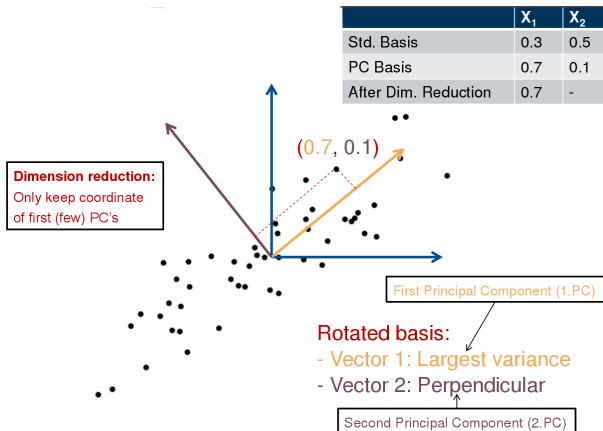 X1 X2
Std. Basis 0.3 0.5
PC Basis 0.7 0.1
After Dim. Reduction 0.7 -
(0.7, 0.1)
Dimension reduction:
Only keep coordinate
of first (few) PC's
First Principal Component (1.PC)
Rotated basis:
- Vector 1: Largest variance
- Vector 2: Perpendicular
Second Principal Component (2.PC)